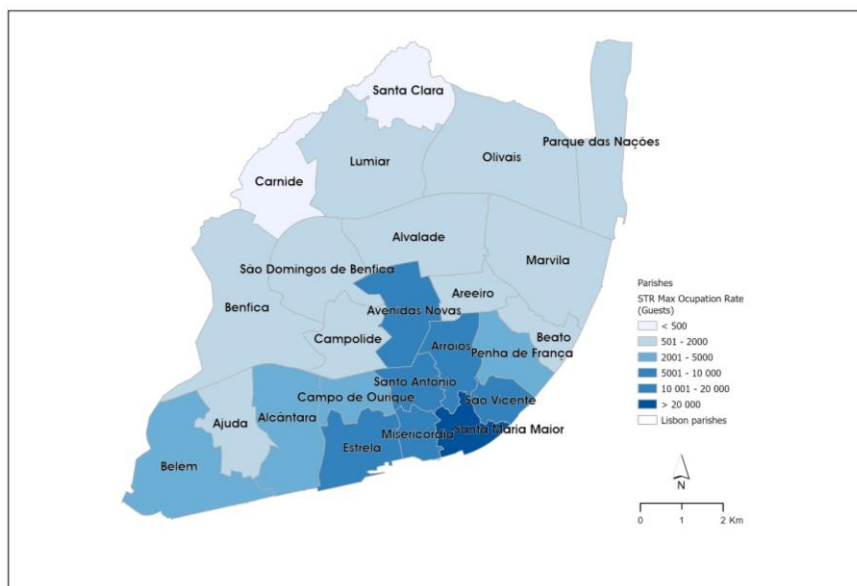 Santa Clara
Parque das Nações
Olivais
Lumiar
Carnide
Alvalade
Marvila
São Domingos de Benfica
Areeiro
Benfica
Avenidas Novas
Beato
Campolide
Arroios
Penha de França
Santo António
Campo de Ourique
São Vicente
Alcântara
Ajuda
Misericórdia
Santa Maria Maior
Estrela
Belém
Parishes
STR Max Ocupation Rate
(Guests)
< 500
501 - 2000
2001 - 5000
5001 - 10 000
10 001 - 20 000
> 20 000
Lisbon parishes
N
0 1 2 Km